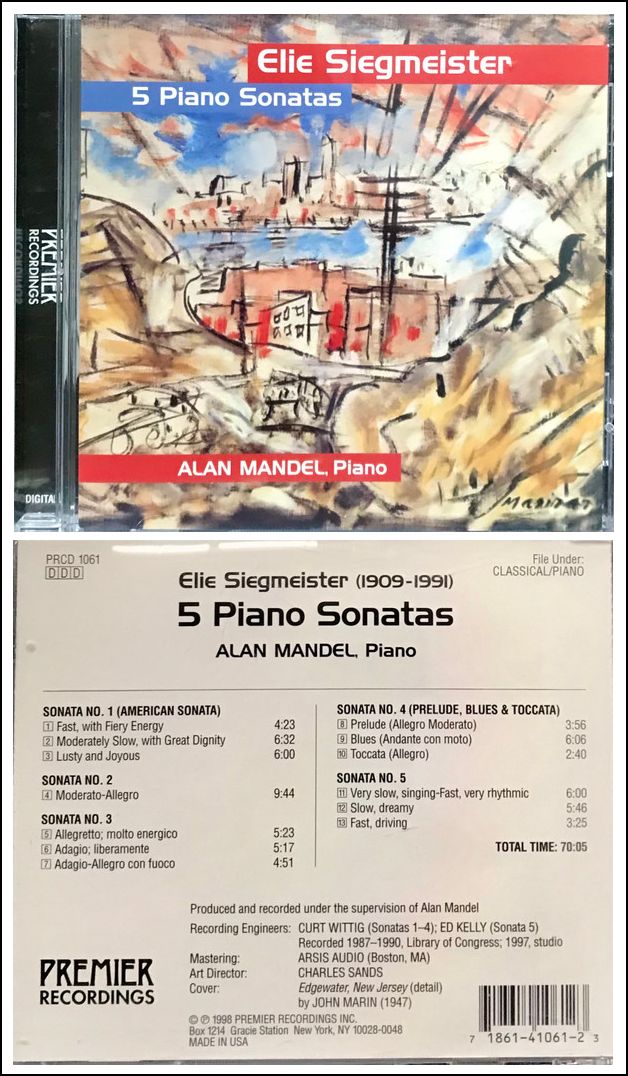 Elie Siegmeister
5 Piano Sonatas
PREMIER
RECORDINGS
DIGITAL
ALAN MANDEL, Piano
PRCD 1061
DDD
File Under:
CLASSICAL/PIANO
Elie Siegmeister (1909-1991)
5 Piano Sonatas
ALAN MANDEL, Piano
SONATA NO. 1 (AMERICAN SONATA)
1 Fast, with Fiery Energy 4:23
2 Moderately Slow, with Great Dignity 6:32
3 Lusty and Joyous 6:00
SONATA NO. 2
4 Moderato-Allegro 9:44
SONATA NO. 3
5 Allegretto; molto energico 5:23
6 Adagio; liberamente 5:17
7 Adagio-Allegro con fuoco 4:51
SONATA NO. 4 (PRELUDE, BLUES & TOCCATA)
8 Prelude (Allegro Moderato) 3:56
9 Blues (Andante con moto) 6:06
10 Toccata (Allegro) 2:40
SONATA NO. 5
11 Very slow, singing-Fast, very rhythmic 6:00
12 Slow, dreamy 5:46
13 Fast, driving 3:25
TOTAL TIME: 70:05
Produced and recorded under the supervision of Alan Mandel
Recording Engineers: CURT WITTIG (Sonatas 1–4); ED KELLY (Sonata 5)
Recorded 1987–1990, Library of Congress; 1997, studio
Mastering: ARSIS AUDIO (Boston, MA)
Art Director: CHARLES SANDS
Cover: Edgewater, New Jersey (detail)
by JOHN MARIN (1947)
PREMIER
RECORDINGS
© ℗ 1998 PREMIER RECORDINGS INC.
Box 1214 Gracie Station New York, NY 10028-0048
MADE IN USA
7 1861-41061-2 3